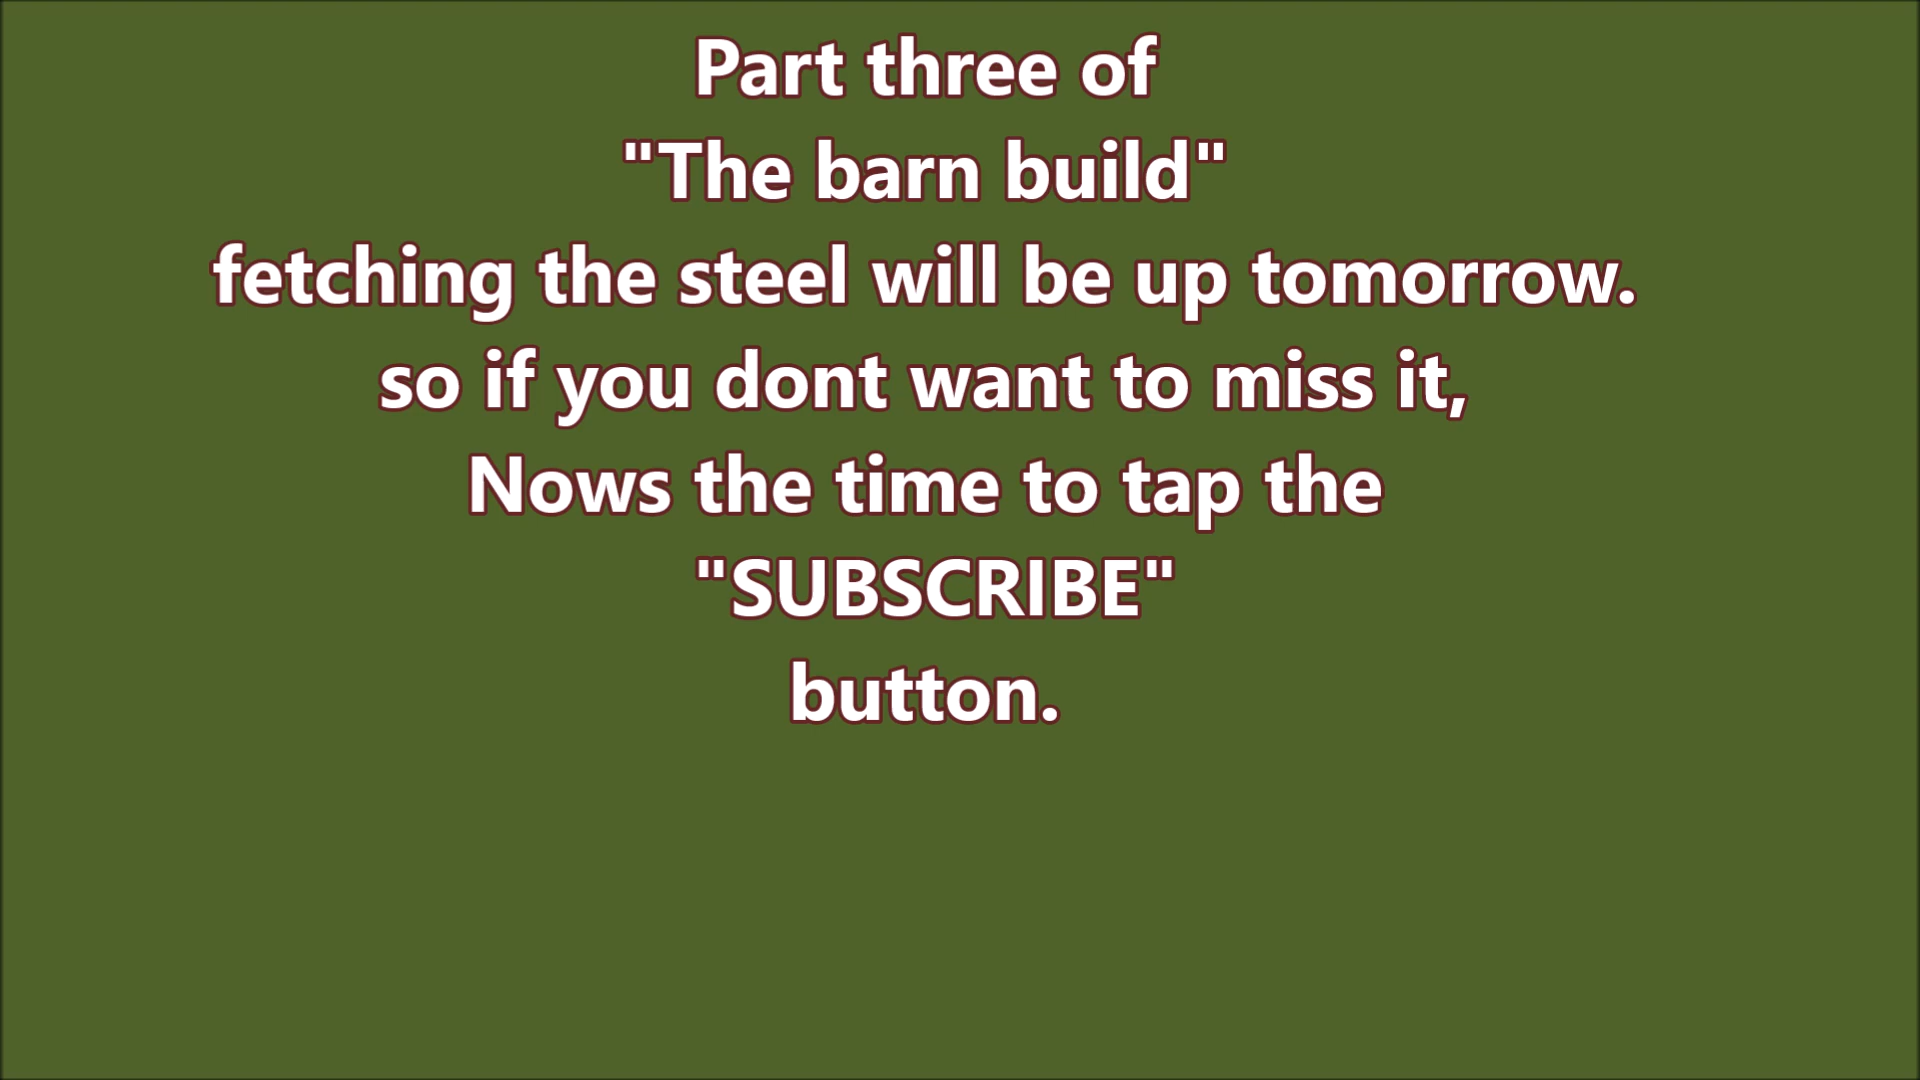 Part three of
"The barn build"
fetching the steel will be up tomorrow.
so if you dont want to miss it,
Nows the time to tap the
"SUBSCRIBE"
button.